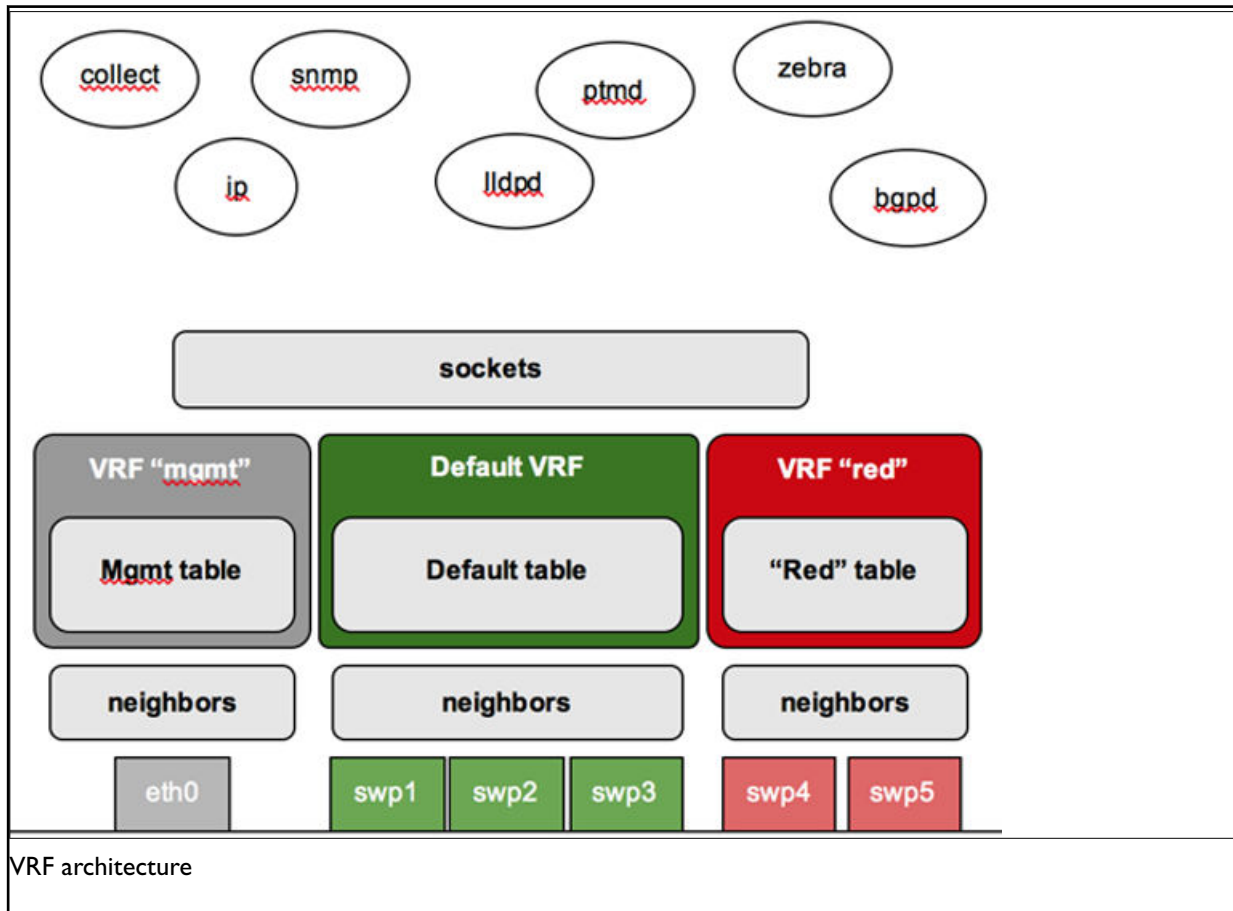 collect
snmp
ptmd
zebra
ip
lldpd
bgpd
sockets
VRF “mgmt”
Default VRF
VRF “red”
Mgmt table
Default table
“Red” table
neighbors
neighbors
neighbors
eth0
swp1
swp2
swp3
swp4
swp5
VRF architecture